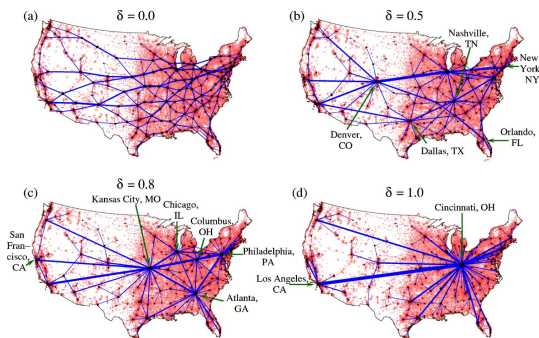 (a)
δ = 0.0
(b)
δ = 0.5
Nashville,
TN
New
York
NY
Denver,
CO
Dallas, TX
Orlando,
FL
(c)
δ = 0.8
Kansas City, MO
Chicago,
IL
Columbus,
OH
San
Fran–
cisco,
CA
Philadelphia,
PA
Atlanta,
GA
(d)
δ = 1.0
Cincinnati, OH
Los Angeles,
CA